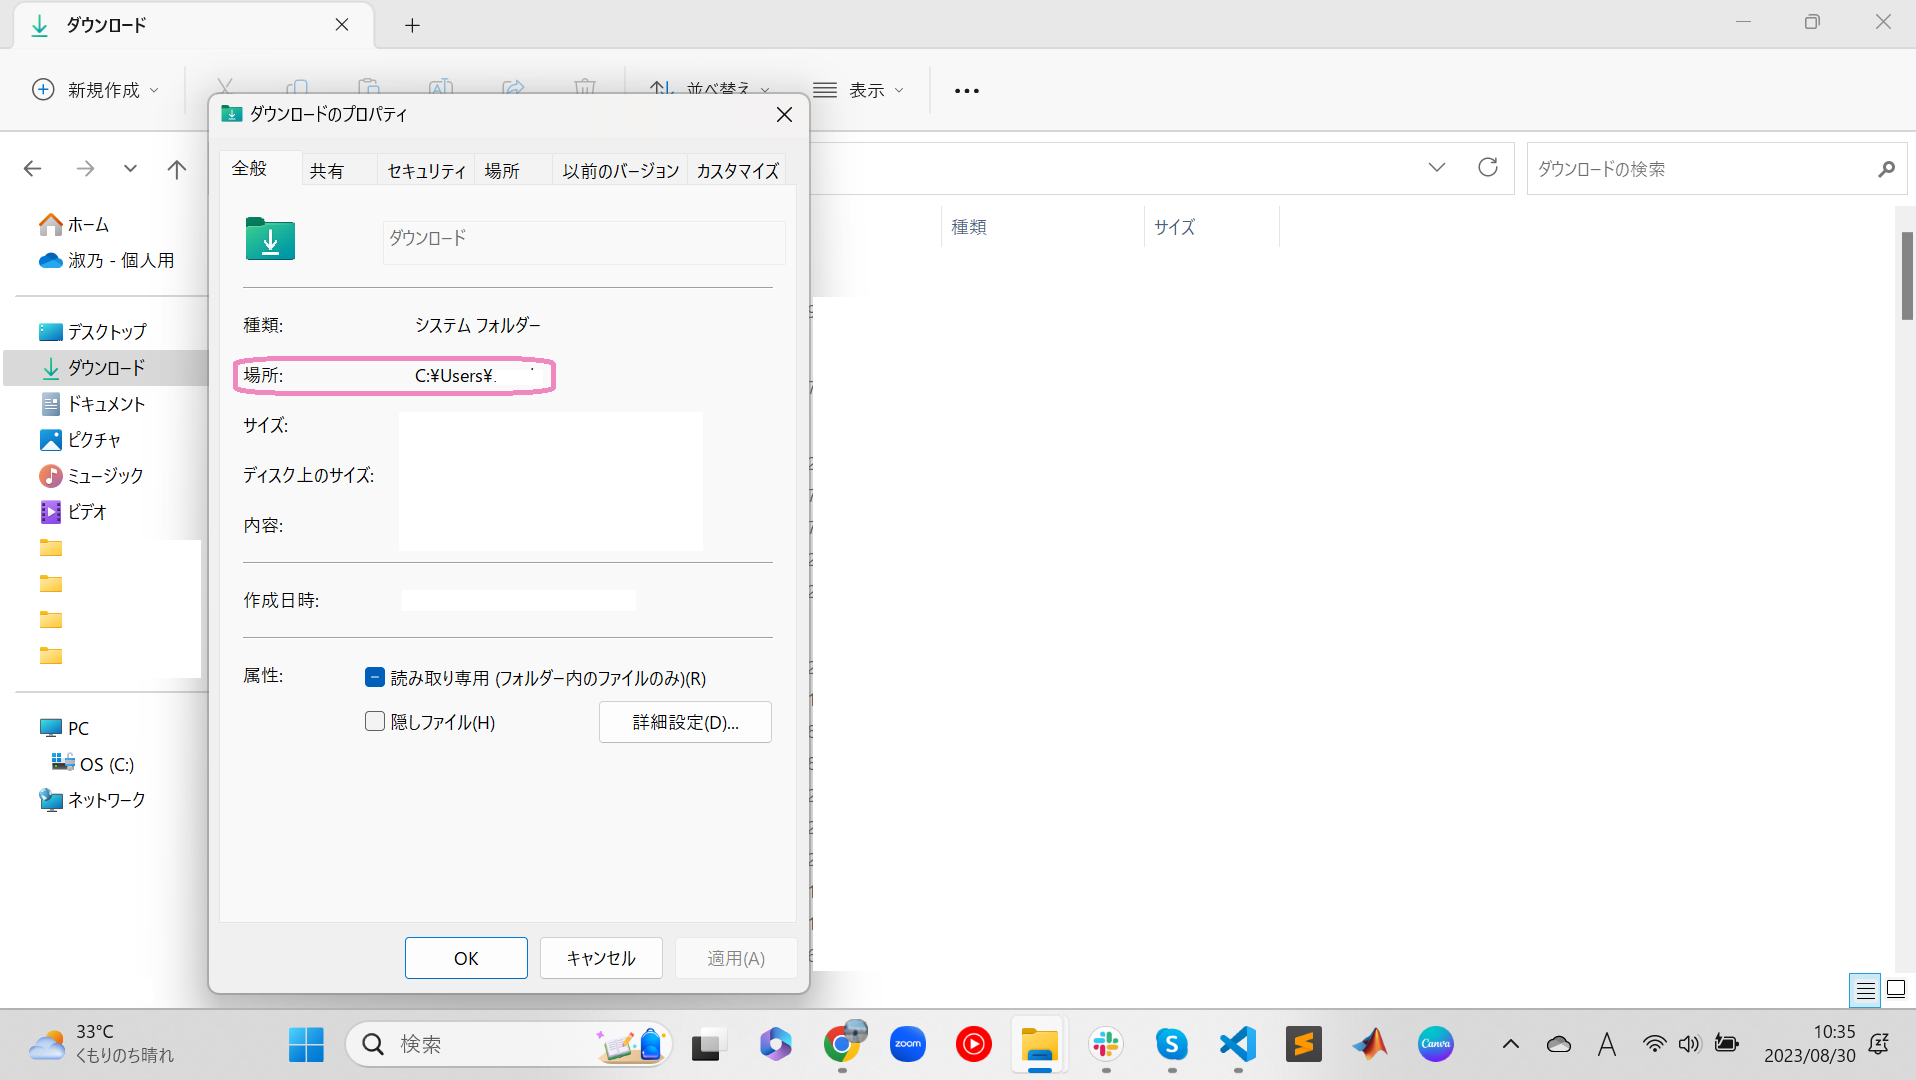 ダウンロード
新規作成
並べ替え
表示
ダウンロードのプロパティ
全般
共有
セキュリティ
場所
以前のバージョン
カスタマイズ
ダウンロードの検索
ホーム
淑乃 - 個人用
ダウンロード
種類
サイズ
種類:
システム フォルダー
デスクトップ
ダウンロード
場所:
C:¥Users¥
ドキュメント
サイズ:
ピクチャ
ディスク上のサイズ:
ミュージック
内容:
ビデオ
作成日時:
属性:
読み取り専用 (フォルダー内のファイルのみ)(R)
隠しファイル(H)
詳細設定(D)...
PC
OS (C:)
ネットワーク
OK
キャンセル
適用(A)
33°C
くもりのち晴れ
検索
zoom
S
Canva
A
10:35
2023/08/30